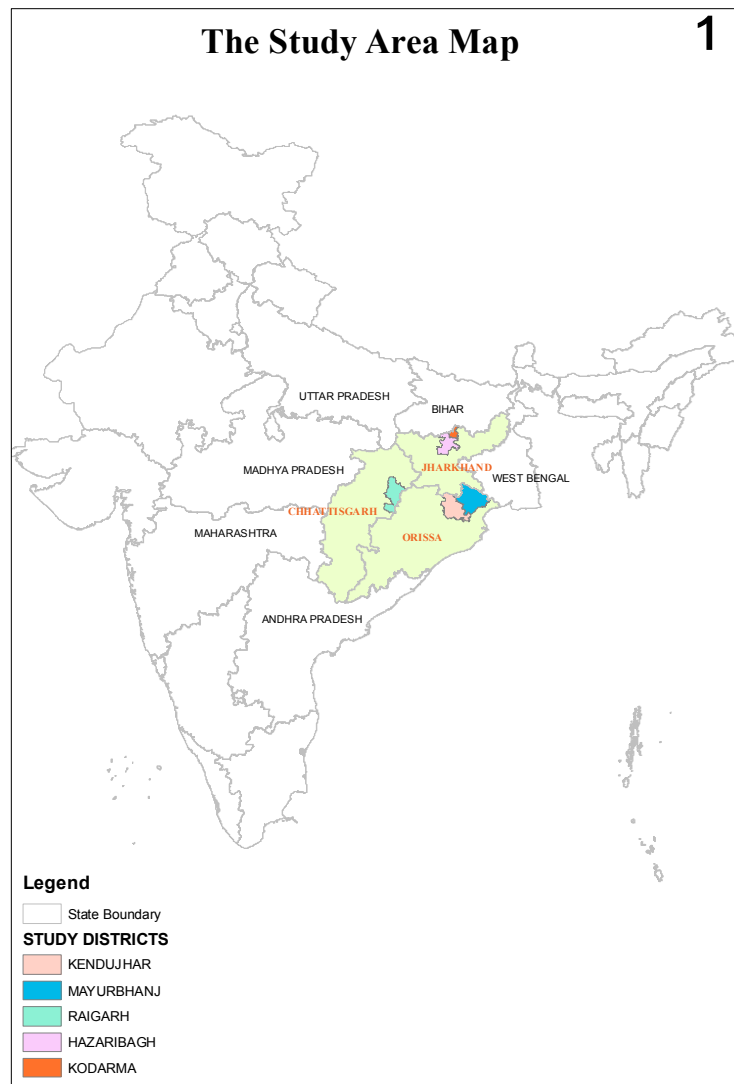 The Study Area Map
1
UTTAR PRADESH
BIHAR
MADHYA PRADESH
JHARKHAND
WEST BENGAL
CHHATTISGARH
MAHARASHTRA
ORISSA
ANDHRA PRADESH
Legend
State Boundary
STUDY DISTRICTS
KENDUJHAR
MAYURBHANJ
RAIGARH
HAZARIBAGH
KODARMA